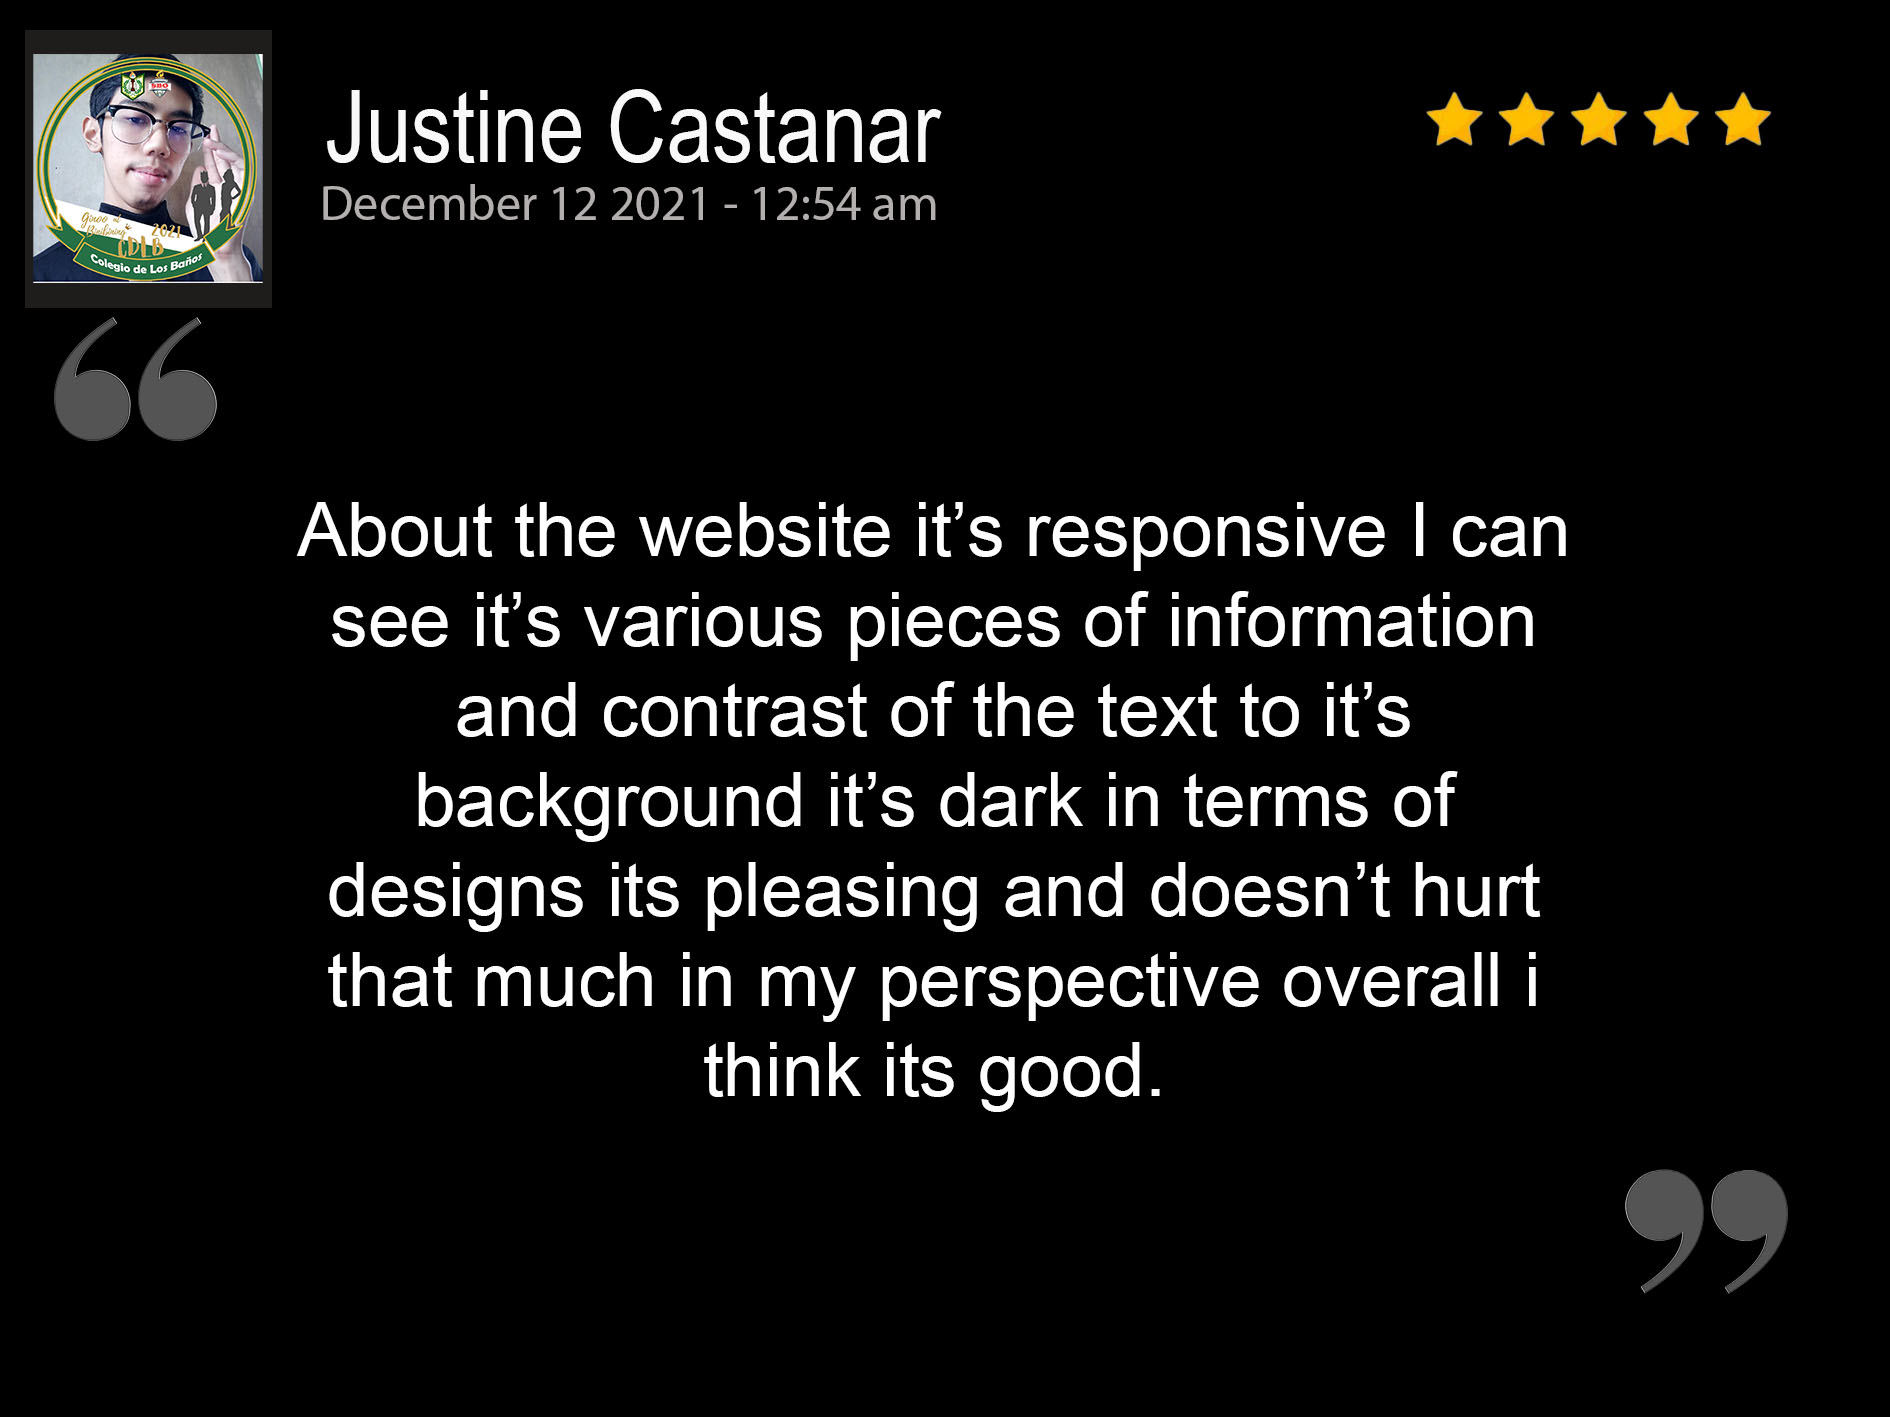 Justine Castanar
December 12 2021 - 12:54 am
Ginoo at
Binibining
2021
CDLB
Colegio de Los Baños
“
About the website it’s responsive I can
see it’s various pieces of information
and contrast of the text to it’s
background it’s dark in terms of
designs its pleasing and doesn’t hurt
that much in my perspective overall i
think its good.
”